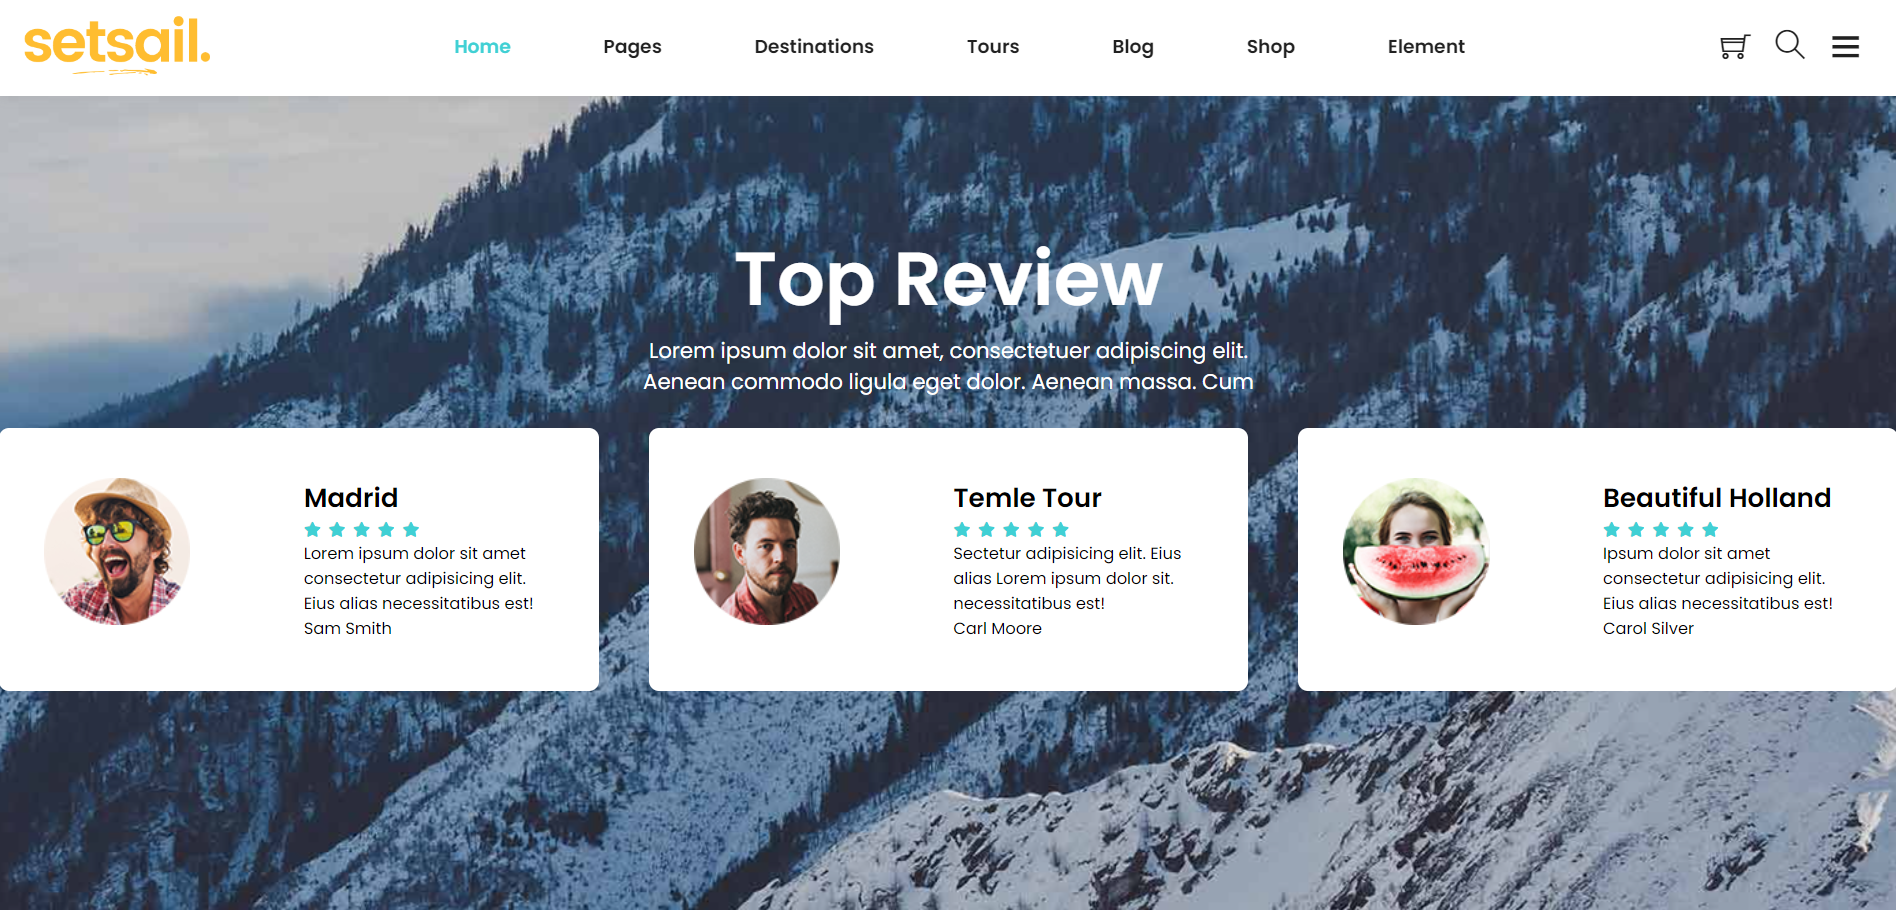 setsail.
Home Pages Destinations Tours Blog Shop Element
Top Review
Lorem ipsum dolor sit amet, consectetuer adipiscing elit.
Aenean commodo ligula eget dolor. Aenean massa. Cum
Madrid
Lorem ipsum dolor sit amet
consectetur adipisicing elit.
Eius alias necessitatibus est!
Sam Smith
Temle Tour
Sectetur adipisicing elit. Eius
alias Lorem ipsum dolor sit.
necessitatibus est!
Carl Moore
Beautiful Holland
Ipsum dolor sit amet
consectetur adipisicing elit.
Eius alias necessitatibus est!
Carol Silver